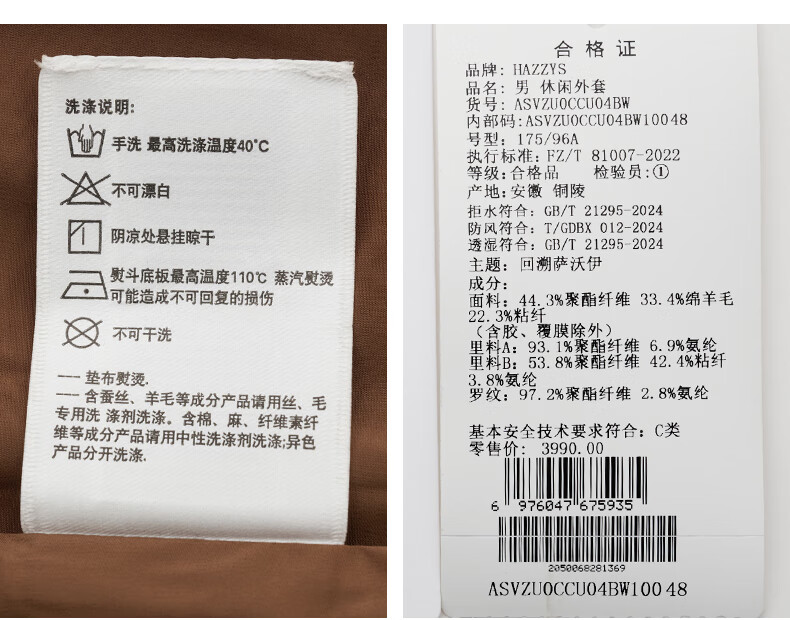 洗涤说明:
手洗 最高洗涤温度40°C
不可漂白
阴凉处悬挂晾干
熨斗底板最高温度110℃ 蒸汽熨烫
可能造成不可回复的损伤
不可干洗
--- 垫布熨烫.
--- 含蚕丝、羊毛等成分产品请用丝、毛
专用洗 涤剂洗涤。含棉、麻、纤维素纤
维等成分产品请用中性洗涤剂洗涤;异色
产品分开洗涤.
合格证
品牌: HAZZYS
品名: 男 休闲外套
货号: ASVZU0CCU04BW
内部码:ASVZU0CCU04BW10048
号型: 175/96A
执行标准: FZ/T 81007-2022
等级:合格品 检验员:①
产地:安徽 铜陵
拒水符合: GB/T 21295-2024
防风符合: T/GDBX 012-2024
透湿符合: GB/T 21295-2024
主题: 回溯萨沃伊
成分:
面料: 44.3%聚酯纤维 33.4%绵羊毛
22.3%粘纤
(含胶、覆膜除外)
里料A: 93.1%聚酯纤维 6.9%氨纶
里料B: 53.8%聚酯纤维 42.4%粘纤
3.8%氨纶
罗纹: 97.2%聚酯纤维 2.8%氨纶
基本安全技术要求符合: C类
零售价: 3990.00
6 976047 675935
2050068281369
ASVZU0CCU04BW10048